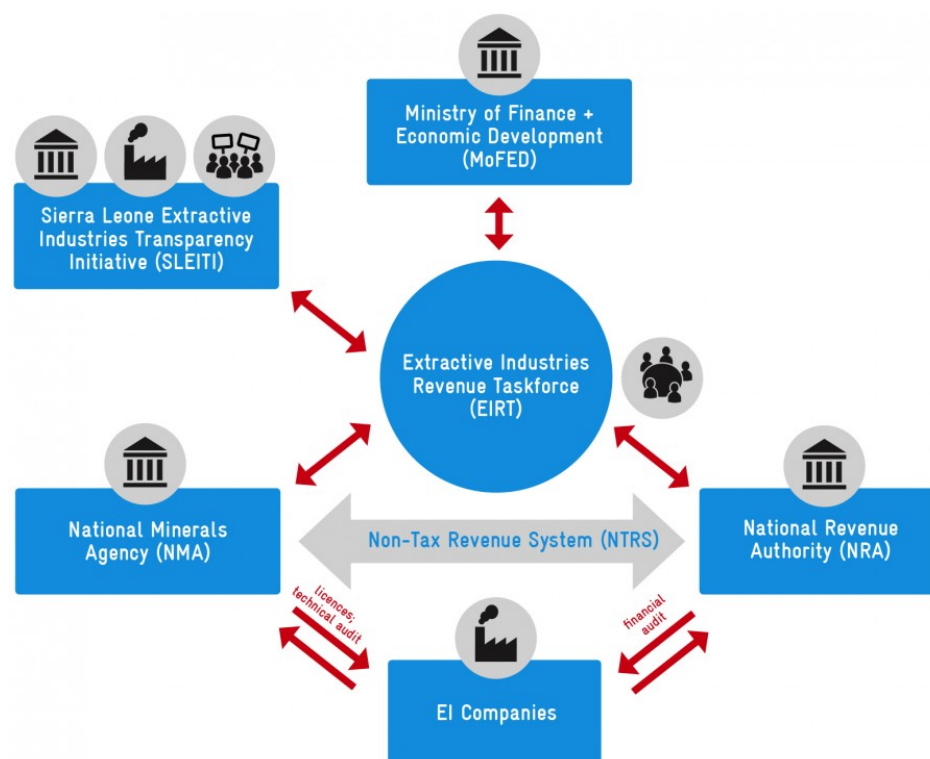 Ministry of Finance +
Economic Development
(MoFED)
Sierra Leone Extractive
Industries Transparency
Initiative (SLEITI)
Extractive Industries
Revenue Taskforce
(EIRT)
National Minerals
Agency (NMA)
Non-Tax Revenue System (NTRS)
National Revenue
Authority (NRA)
licences;
technical audit
financial
audit
EI Companies